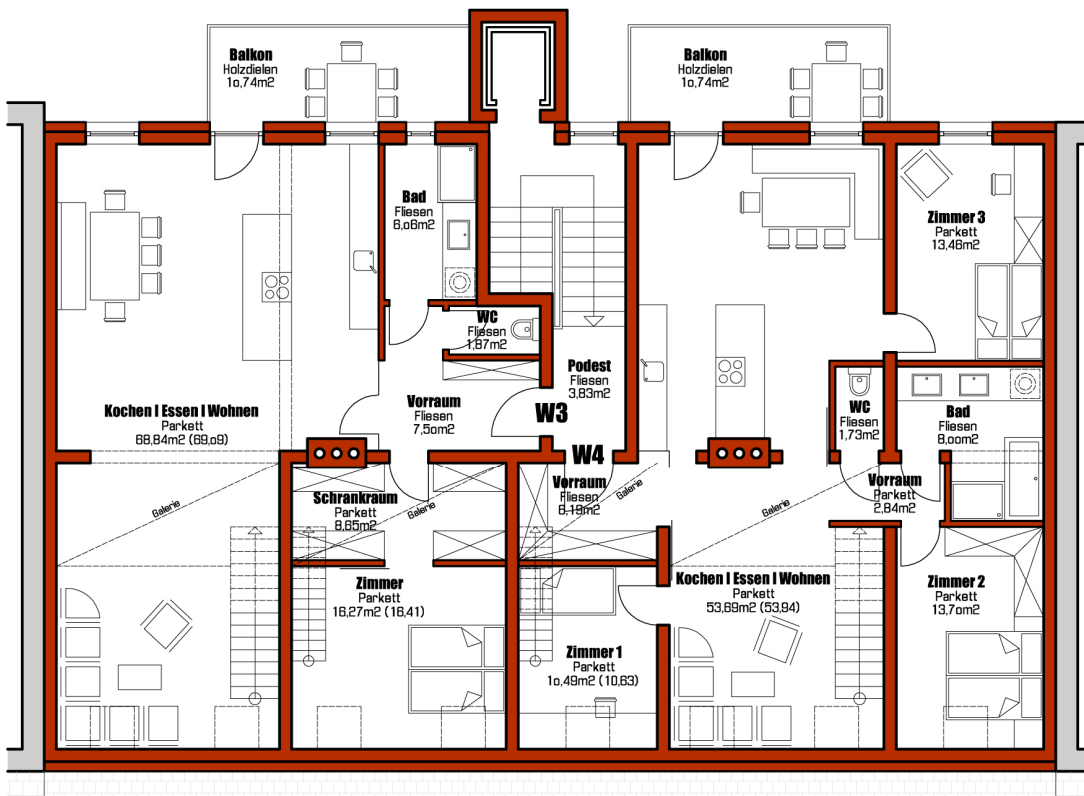 Balkon
Holzdielen
1o,74m2
Balkon
Holzdielen
1o,74m2
Bad
Fliesen
6,o6m2
Zimmer 3
Parkett
13,46m2
WC
Fliesen
1,87m2
Podest
Fliesen
3,83m2
Kochen I Essen I Wohnen
Parkett
68,84m2 (69,o9)
Vorraum
Fliesen
7,5om2
W3
W4
WC
Fliesen
1,73m2
Bad
Fliesen
8,oom2
Schrankraum
Parkett
8,65m2
Vorraum
Fliesen
6,19m2
Vorraum
Parkett
2,84m2
Galerie
Galerie
Galerie
Galerie
Zimmer
Parkett
16,27m2 (16,41)
Kochen I Essen I Wohnen
Parkett
53,69m2 (53,94)
Zimmer 2
Parkett
13,7om2
Zimmer 1
Parkett
1o,49m2 (10,63)